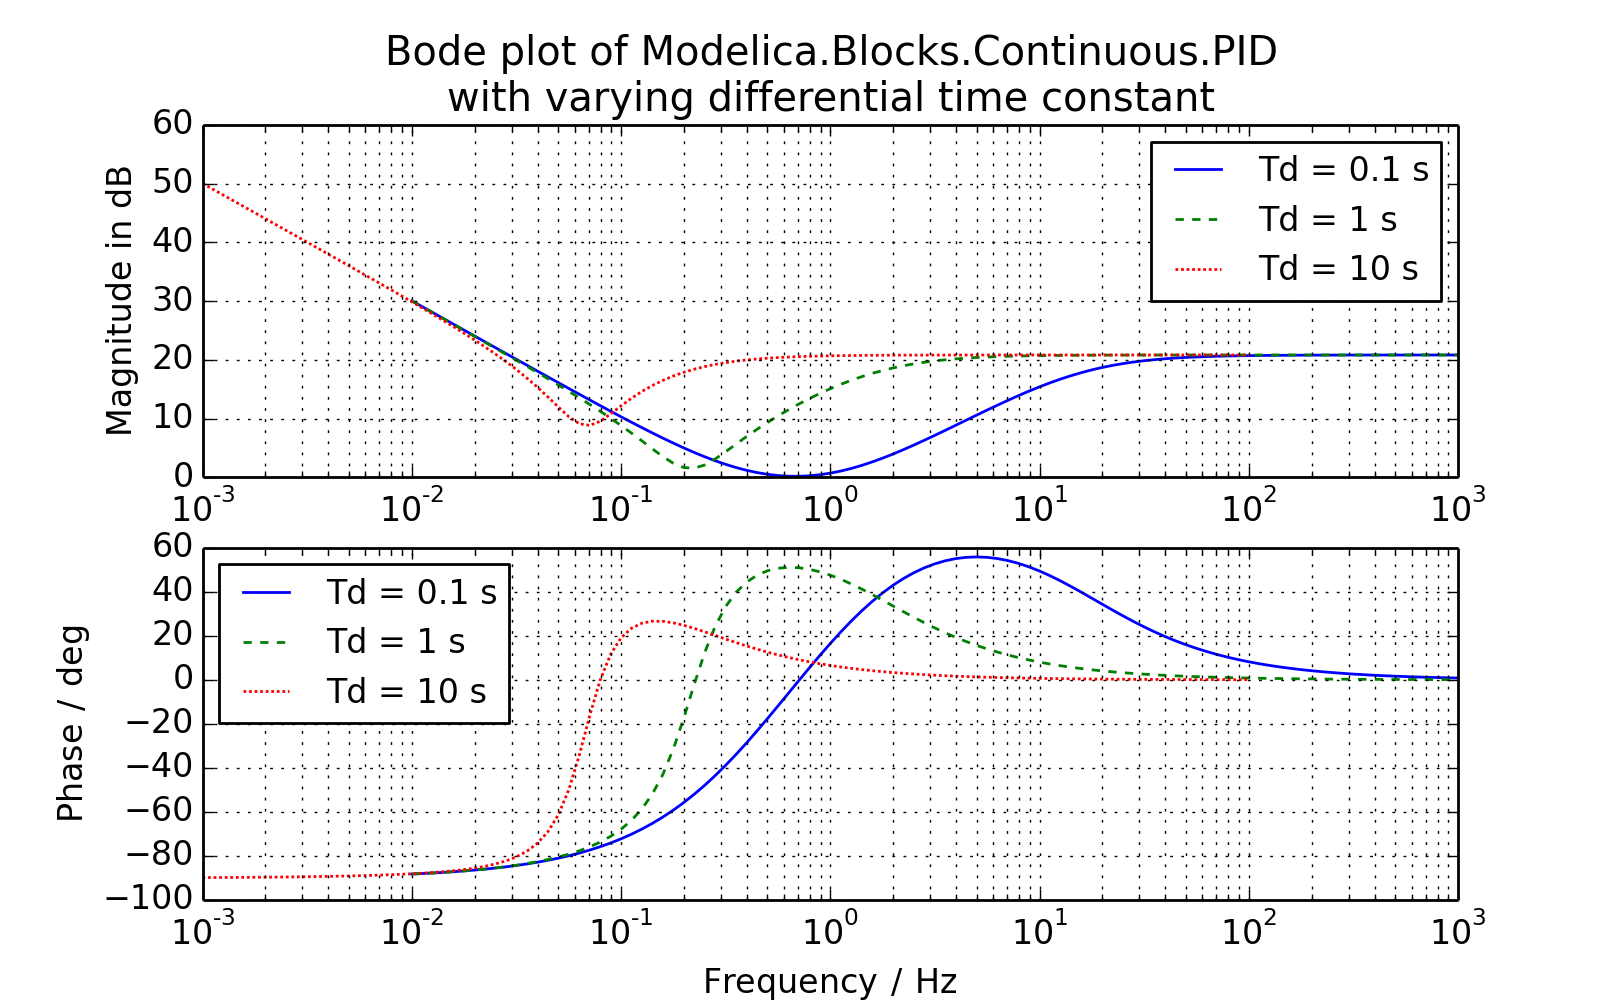 Bode plot of Modelica.Blocks.Continuous.PID
with varying differential time constant
Magnitude in dB
60
50
40
30
20
10
0
Td = 0.1 s
Td = 1 s
Td = 10 s
10^-3 10^-2 10^-1 10^0 10^1 10^2 10^3
Phase / deg
60
40
20
0
−20
−40
−60
−80
−100
Td = 0.1 s
Td = 1 s
Td = 10 s
10^-3 10^-2 10^-1 10^0 10^1 10^2 10^3
Frequency / Hz